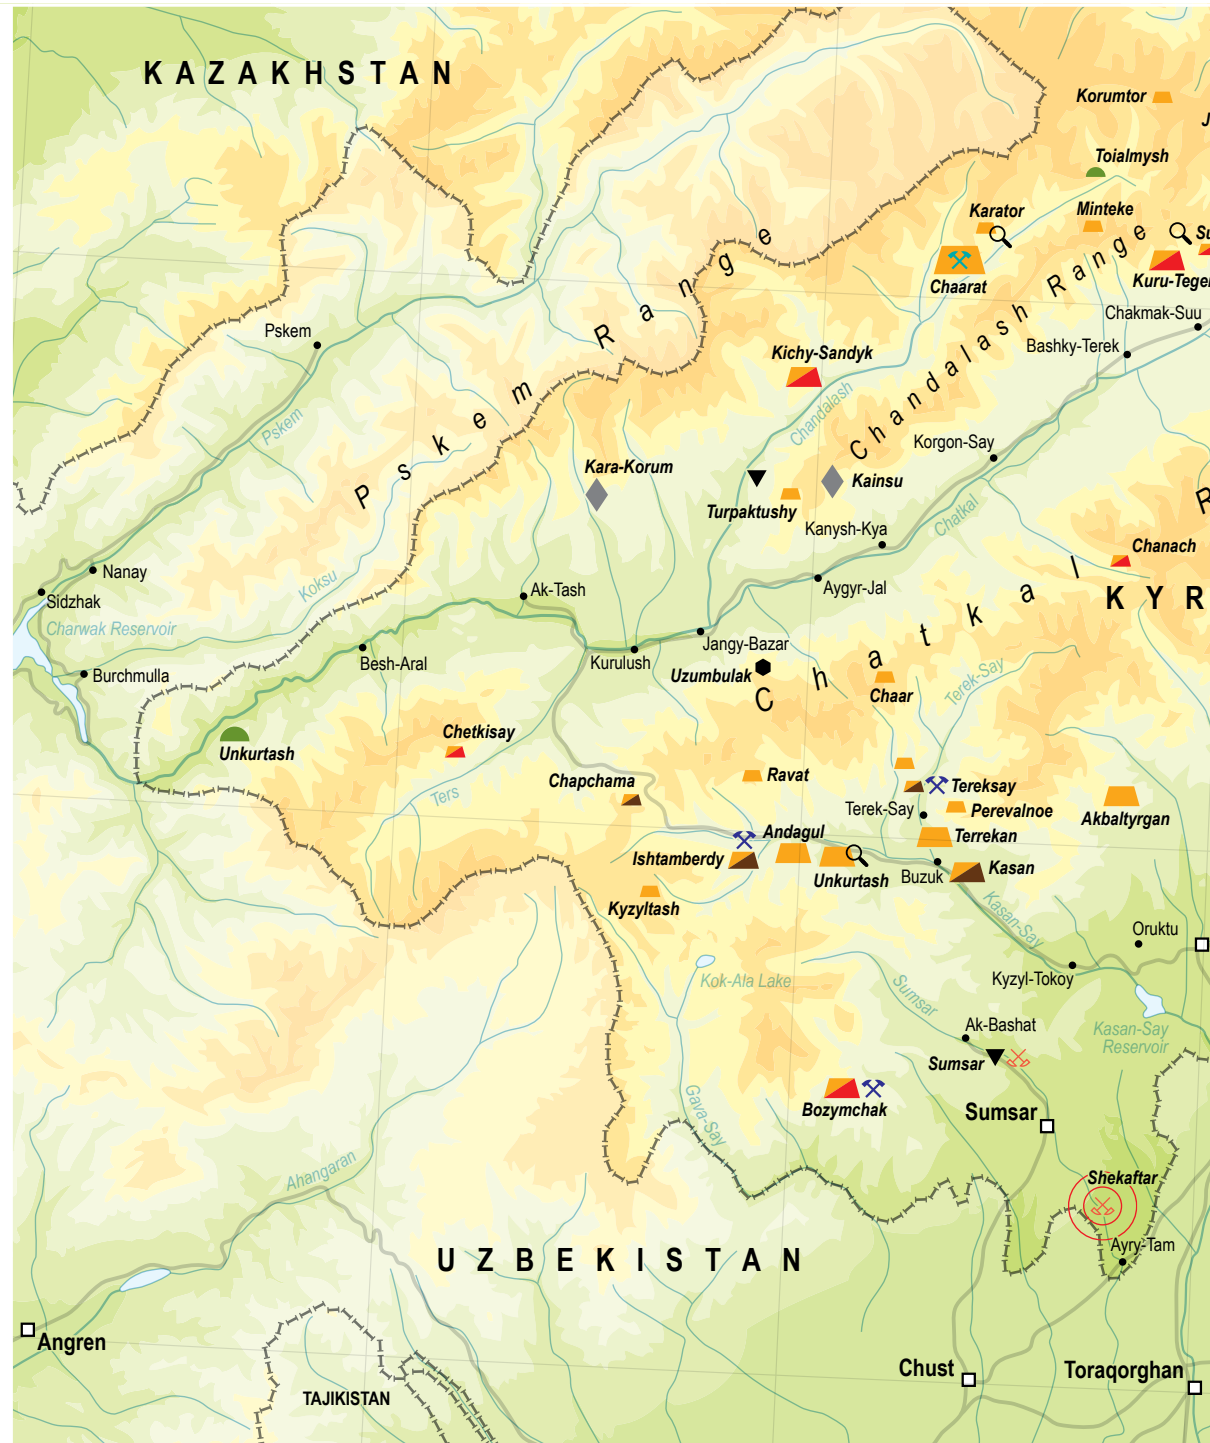 KAZAKHSTAN
Korumtor
J
Toialmysh
Karator
Minteke
Su
Chaarat
Kuru-Teger
Chakmak-Suu
Bashky-Terek
Pskem
Pskem Range
Kichy-Sandyk
Chandalash Range
Chandalash
Pskem
Korgon-Say
Kara-Korum
Kainsu
Turpaktushy
R
Chatkal
Kanysh-Kya
Chanach
Nanay
Koksu
Ak-Tash
Aygyr-Jal
Sidzhak
KYR
Charwak Reservoir
Chatkal
Jangy-Bazar
Besh-Aral
Kurulush
Burchmulla
Uzumbulak
Terek-Say
Chaar
Unkurtash
Chetkisay
Chapchama
Ravat
Tereksay
Ters
Terek-Say
Perevalnoe
Akbaltyrgan
Andagul
Terrekan
Ishtamberdy
Unkurtash
Buzuk
Kasan
Kyzyltash
Kasan-Say
Oruktu
Kok-Ala Lake
Kyzyl-Tokoy
Sumsar
Ak-Bashat
Kasan-Say
Reservoir
Sumsar
Gava-Say
Bozymchak
Sumsar
Ahangaran
Shekaftar
UZBEKISTAN
Ayry-Tam
Angren
Chust
Toraqorghan
TAJIKISTAN